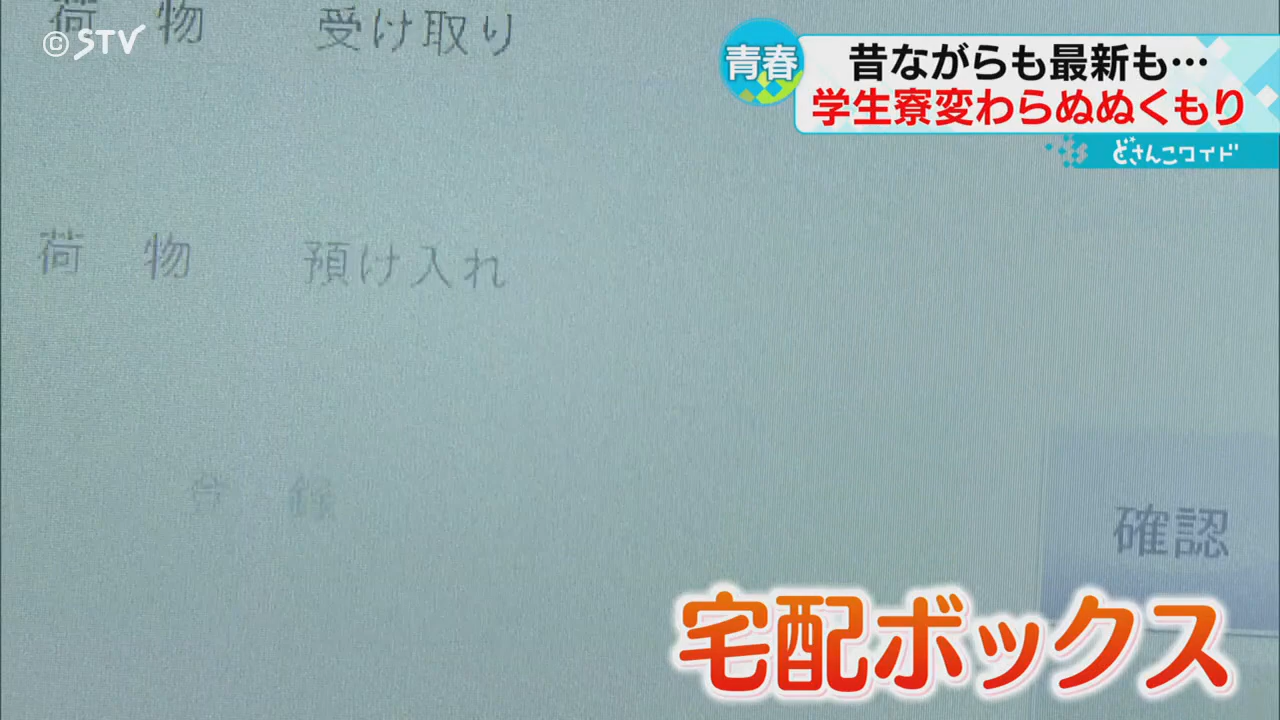 荷 物 受け取り
©STV
青春
昔ながらも最新も…
学生寮変わらぬぬくもり
どさんこワイド
荷 物 預け入れ
登 録
確認
宅配ボックス